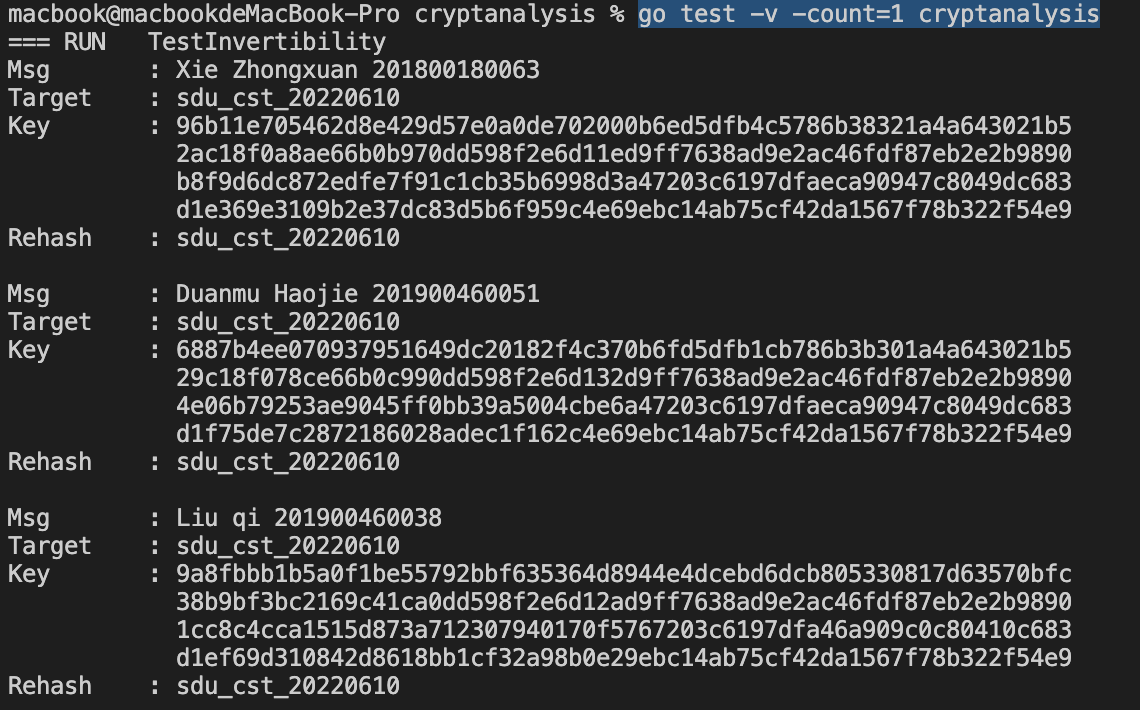 macbook@macbookdeMacBook-Pro cryptanalysis % go test -v -count=1 cryptanalysis
=== RUN   TestInvertibility
Msg       : Xie Zhongxuan 201800180063
Target    : sdu_cst_20220610
Key       : 96b11e705462d8e429d57e0a0de702000b6ed5dfb4c5786b38321a4a643021b5
            2ac18f0a8ae66b0b970dd598f2e6d11ed9ff7638ad9e2ac46fdf87eb2e2b9890
            b8f9d6dc872edfe7f91c1cb35b6998d3a47203c6197dfaeca90947c8049dc683
            d1e369e3109b2e37dc83d5b6f959c4e69ebc14ab75cf42da1567f78b322f54e9
Rehash    : sdu_cst_20220610

Msg       : Duanmu Haojie 201900460051
Target    : sdu_cst_20220610
Key       : 6887b4ee070937951649dc20182f4c370b6fd5dfb1cb786b3b301a4a643021b5
            29c18f078ce66b0c990dd598f2e6d132d9ff7638ad9e2ac46fdf87eb2e2b9890
            4e06b79253ae9045ff0bb39a5004cbe6a47203c6197dfaeca90947c8049dc683
            d1f75de7c2872186028adec1f162c4e69ebc14ab75cf42da1567f78b322f54e9
Rehash    : sdu_cst_20220610

Msg       : Liu qi 201900460038
Target    : sdu_cst_20220610
Key       : 9a8fbbb1b5a0f1be55792bbf635364d8944e4dcebd6dcb805330817d63570bfc
            38b9bf3bc2169c41ca0dd598f2e6d12ad9ff7638ad9e2ac46fdf87eb2e2b9890
            1cc8c4cca1515d873a712307940170f5767203c6197dfa46a909c0c80410c683
            d1ef69d310842d8618bb1cf32a98b0e29ebc14ab75cf42da1567f78b322f54e9
Rehash    : sdu_cst_20220610